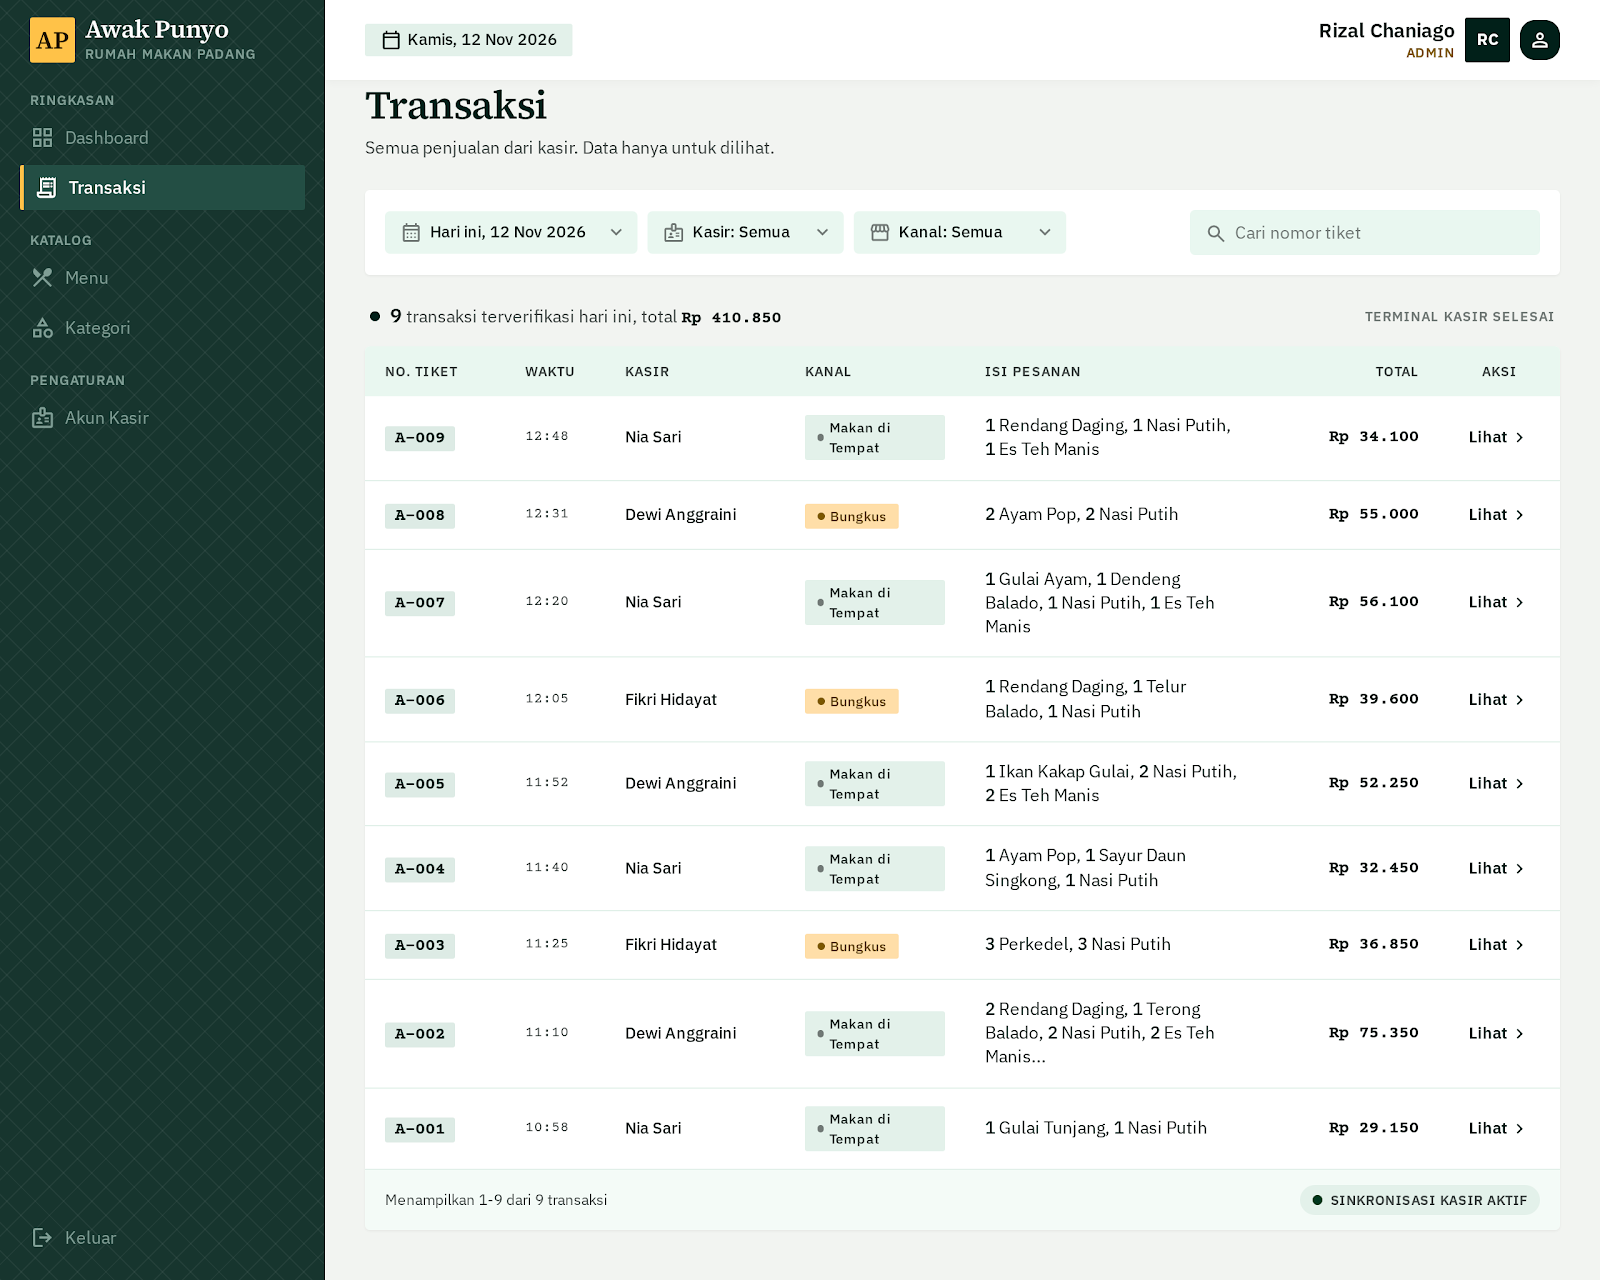 AP
Awak Punyo
RUMAH MAKAN PADANG
RINGKASAN
Dashboard
Transaksi
KATALOG
Menu
Kategori
PENGATURAN
Akun Kasir
Keluar
Kamis, 12 Nov 2026
Rizal Chaniago
ADMIN
RC
Transaksi
Semua penjualan dari kasir. Data hanya untuk dilihat.
Hari ini, 12 Nov 2026
Kasir: Semua
Kanal: Semua
Cari nomor tiket
9 transaksi terverifikasi hari ini, total Rp 410.850
TERMINAL KASIR SELESAI
NO. TIKET WAKTU KASIR KANAL ISI PESANAN TOTAL AKSI
A-009 12:48 Nia Sari
Makan di
Tempat
1 Rendang Daging, 1 Nasi Putih,
1 Es Teh Manis
Rp 34.100 Lihat
A-008 12:31 Dewi Anggraini Bungkus 2 Ayam Pop, 2 Nasi Putih Rp 55.000 Lihat
A-007 12:20 Nia Sari
Makan di
Tempat
1 Gulai Ayam, 1 Dendeng
Balado, 1 Nasi Putih, 1 Es Teh
Manis
Rp 56.100 Lihat
A-006 12:05 Fikri Hidayat Bungkus
1 Rendang Daging, 1 Telur
Balado, 1 Nasi Putih
Rp 39.600 Lihat
A-005 11:52 Dewi Anggraini
Makan di
Tempat
1 Ikan Kakap Gulai, 2 Nasi Putih,
2 Es Teh Manis
Rp 52.250 Lihat
A-004 11:40 Nia Sari
Makan di
Tempat
1 Ayam Pop, 1 Sayur Daun
Singkong, 1 Nasi Putih
Rp 32.450 Lihat
A-003 11:25 Fikri Hidayat Bungkus 3 Perkedel, 3 Nasi Putih Rp 36.850 Lihat
A-002 11:10 Dewi Anggraini
Makan di
Tempat
2 Rendang Daging, 1 Terong
Balado, 2 Nasi Putih, 2 Es Teh
Manis...
Rp 75.350 Lihat
A-001 10:58 Nia Sari
Makan di
Tempat
1 Gulai Tunjang, 1 Nasi Putih
Rp 29.150 Lihat
Menampilkan 1-9 dari 9 transaksi
SINKRONISASI KASIR AKTIF